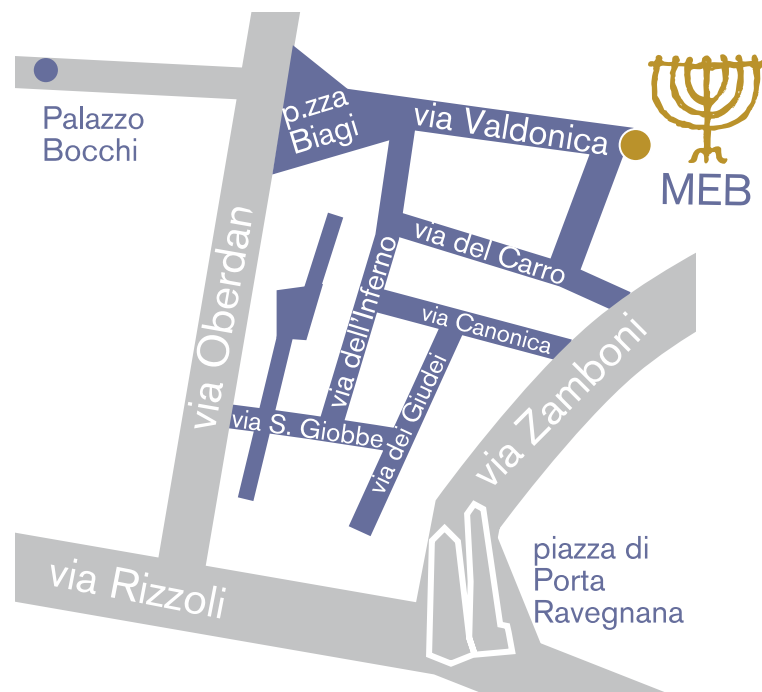 Palazzo
Bocchi
p.zza
Biagi
via Valdonica
MEB
via del Carro
via Oberdan
via dell'Inferno
via Canonica
via Zamboni
via S. Giobbe
via dei Giudei
via Rizzoli
piazza di
Porta
Ravegnana